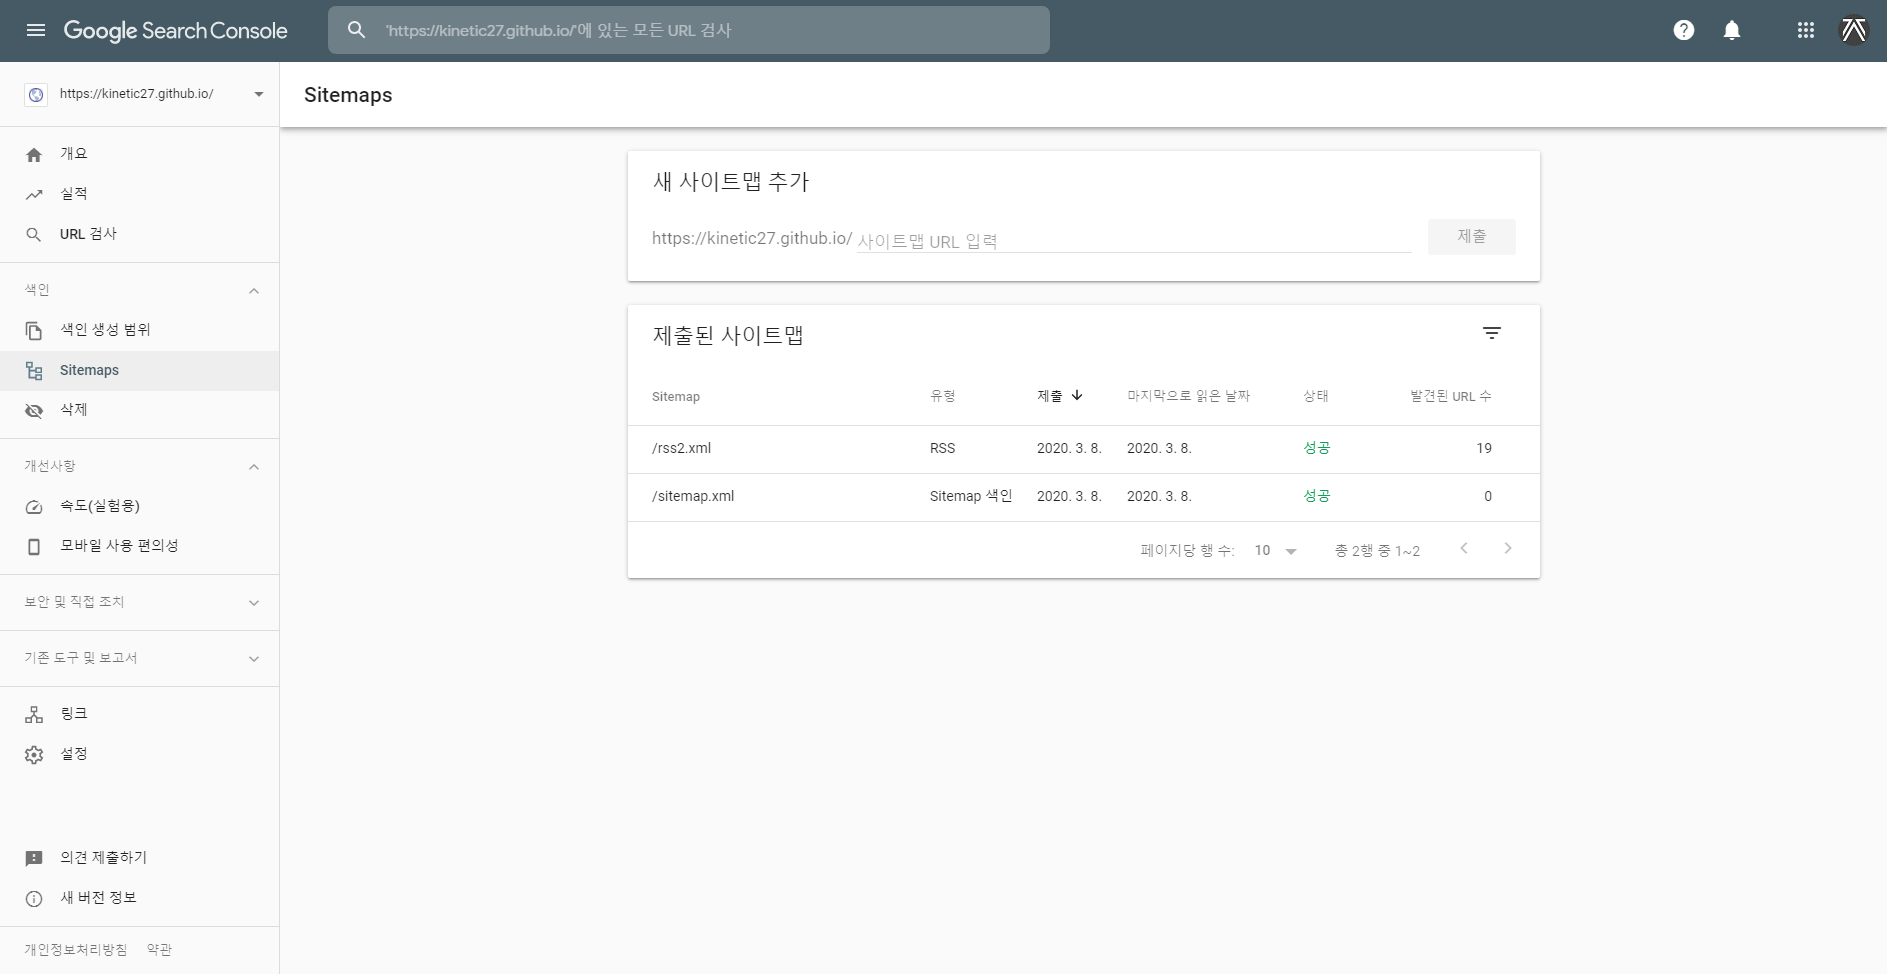 Google Search Console
'https://kinetic27.github.io/'에 있는 모든 URL 검사
https://kinetic27.github.io/
Sitemaps
개요
실적
URL 검사
색인
색인 생성 범위
Sitemaps
삭제
개선사항
속도(실험용)
모바일 사용 편의성
보안 및 직접 조치
기존 도구 및 보고서
링크
설정
의견 제출하기
새 버전 정보
개인정보처리방침 약관
새 사이트맵 추가
https://kinetic27.github.io/ 사이트맵 URL 입력 제출
제출된 사이트맵
Sitemap 유형 제출 마지막으로 읽은 날짜 상태 발견된 URL 수
/rss2.xml RSS 2020. 3. 8. 2020. 3. 8. 성공 19
/sitemap.xml Sitemap 색인 2020. 3. 8. 2020. 3. 8. 성공 0
페이지당 행 수: 10 총 2행 중 1~2